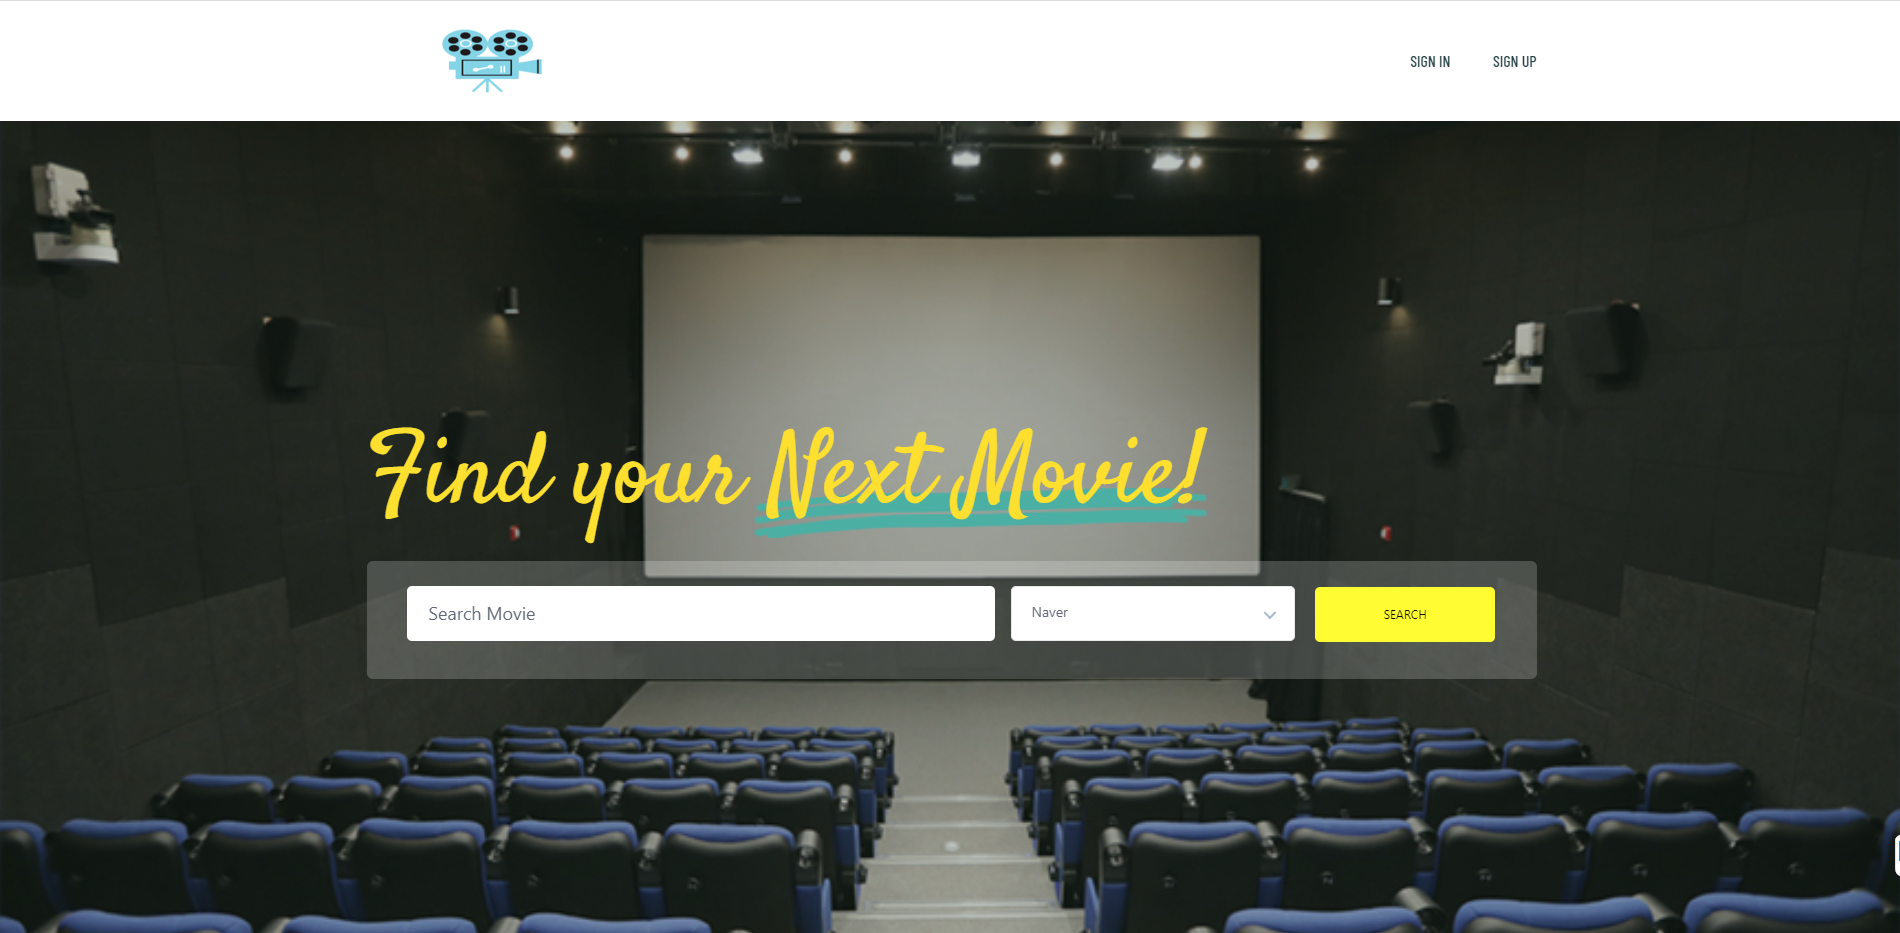 SIGN IN SIGN UP
Find your Next Movie!
Search Movie Naver SEARCH